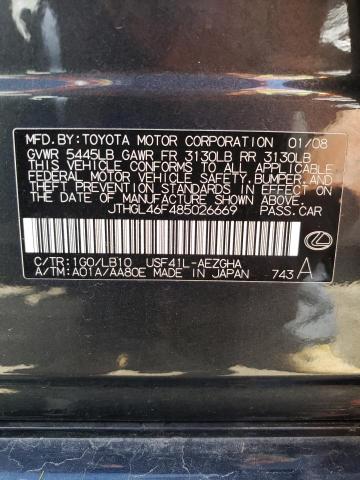 MFD. BY: TOYOTA MOTOR CORPORATION 01/08
GVWR 5445LB GAWR FR 3130LB RR 3130LB
THIS VEHICLE CONFORMS TO ALL APPLICABLE
FEDERAL MOTOR VEHICLE SAFETY, BUMPER, AND
THEFT PREVENTION STANDARDS IN EFFECT ON
THE DATE OF MANUFACTURE SHOWN ABOVE.
JTHGL46F485026669 PASS. CAR
C/TR: 1G0/LB10 USF41L-AEZGHA
A/TM: A01A/AA80E MADE IN JAPAN 743 A